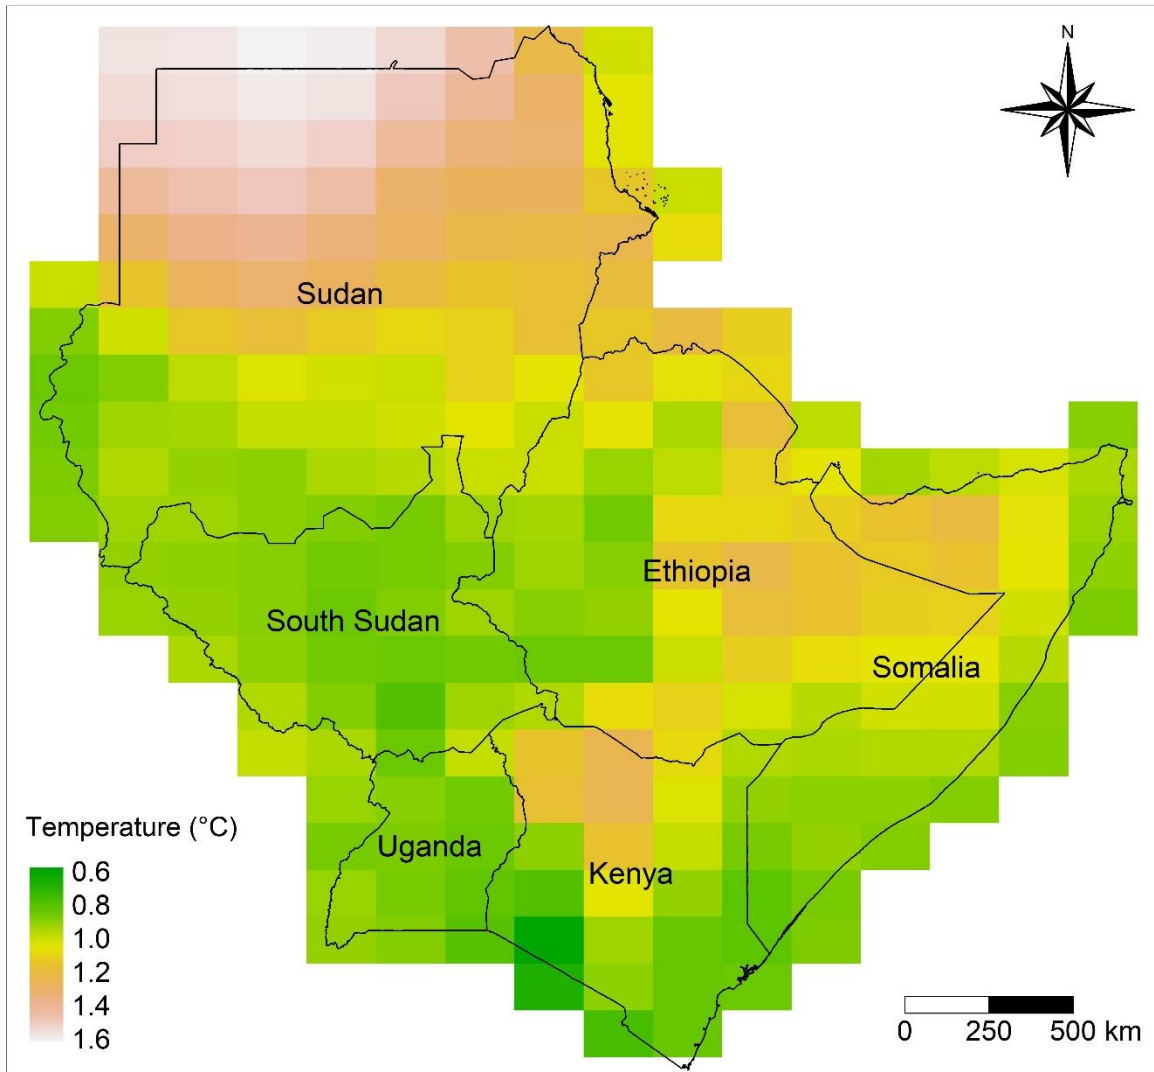 N
Sudan
Ethiopia
South Sudan
Somalia
Temperature (°C)
Uganda
Kenya
0.6
0.8
1.0
1.2
1.4
1.6
0 250 500 km